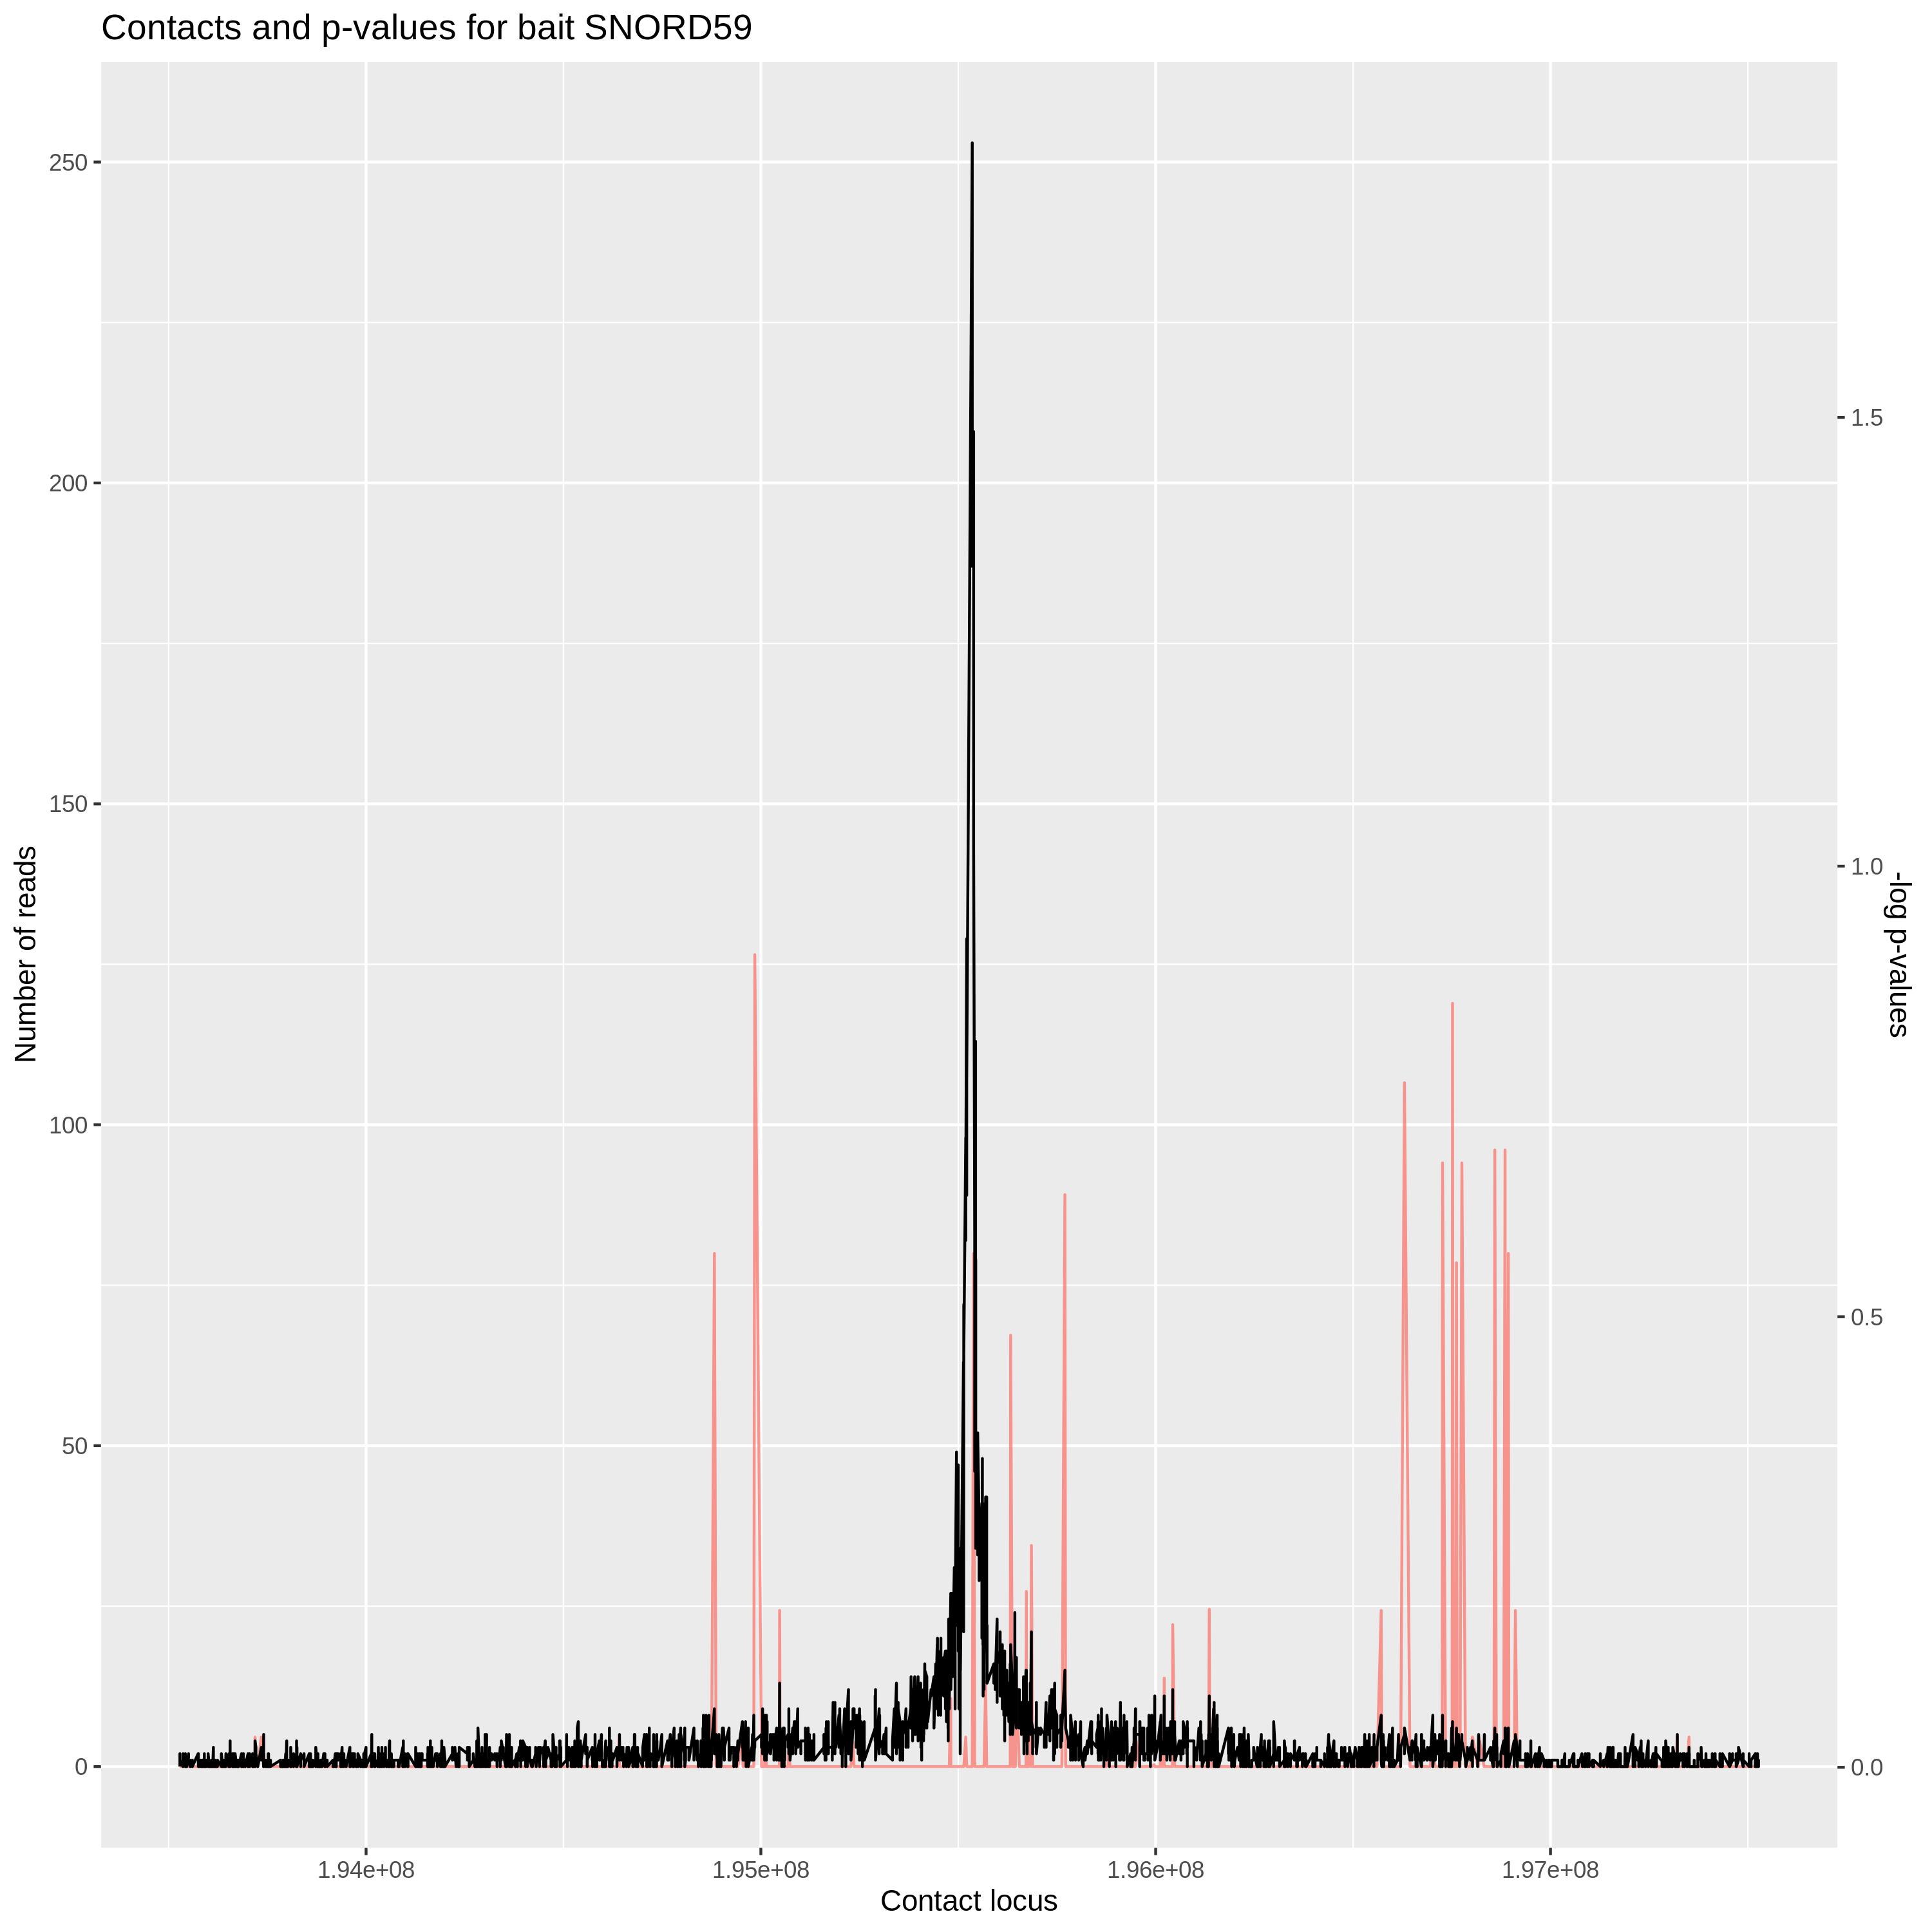 Contacts and p-values for bait SNORD59
250
200
150
100
50
0
Number of reads
1.5
1.0
0.5
0.0
-log p-values
1.94e+08
1.95e+08
1.96e+08
1.97e+08
Contact locus